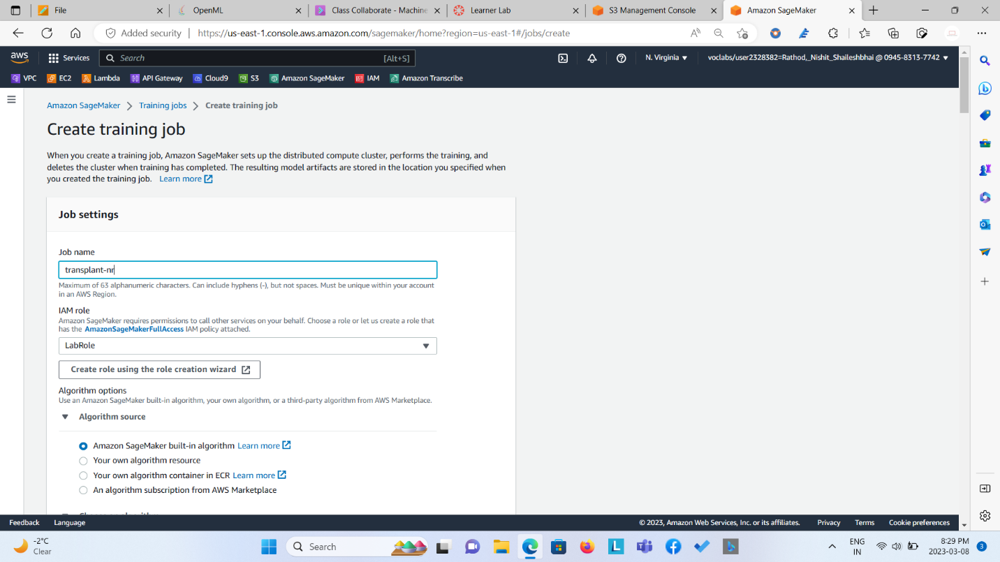 File
OpenML
Class Collaborate - Machine
Learner Lab
S3 Management Console
Amazon SageMaker
Added security
https://us-east-1.console.aws.amazon.com/sagemaker/home?region=us-east-1#/jobs/create
aws
Services
Search
[Alt+S]
N. Virginia
voclabs/user2328382=Rathod,_Nishit_Shaileshbhai @ 0945-8313-7742
VPC
EC2
Lambda
API Gateway
Cloud9
S3
Amazon SageMaker
IAM
Amazon Transcribe
Amazon SageMaker
Training jobs
Create training job
Create training job
When you create a training job, Amazon SageMaker sets up the distributed compute cluster, performs the training, and
deletes the cluster when training has completed. The resulting model artifacts are stored in the location you specified when
you created the training job. Learn more
Job settings
Job name
transplant-nr
Maximum of 63 alphanumeric characters. Can include hyphens (-), but not spaces. Must be unique within your account
in an AWS Region.
IAM role
Amazon SageMaker requires permissions to call other services on your behalf. Choose a role or let us create a role that
has the AmazonSageMakerFullAccess IAM policy attached.
LabRole
Create role using the role creation wizard
Algorithm options
Use an Amazon SageMaker built-in algorithm, your own algorithm, or a third-party algorithm from AWS Marketplace.
Algorithm source
Amazon SageMaker built-in algorithm Learn more
Your own algorithm resource
Your own algorithm container in ECR Learn more
An algorithm subscription from AWS Marketplace
Feedback
Language
© 2023, Amazon Web Services, Inc. or its affiliates.
Privacy
Terms
Cookie preferences
-2°C
Clear
Search
ENG
IN
8:29 PM
2023-03-08
3